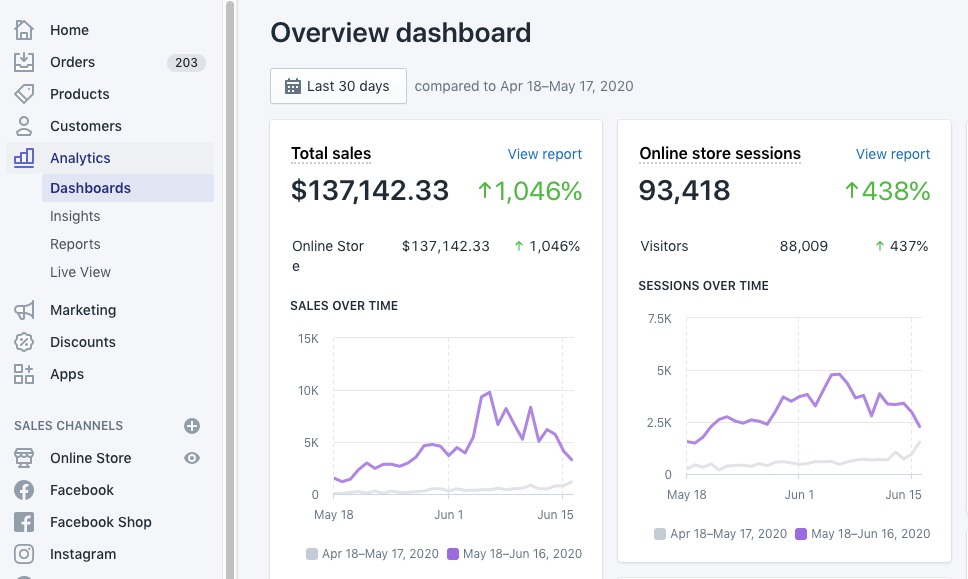 Home
Orders 203
Products
Customers
Analytics
Dashboards
Insights
Reports
Live View
Marketing
Discounts
Apps
SALES CHANNELS
Online Store
Facebook
Facebook Shop
Instagram
Overview dashboard
Last 30 days compared to Apr 18–May 17, 2020
Total sales View report
$137,142.33 ↑1,046%
Online Stor $137,142.33 ↑ 1,046%
e
SALES OVER TIME
15K
10K
5K
0
May 18 Jun 1 Jun 15
Apr 18–May 17, 2020 May 18–Jun 16, 2020
Online store sessions View report
93,418 ↑438%
Visitors 88,009 ↑ 437%
SESSIONS OVER TIME
7.5K
5K
2.5K
0
May 18 Jun 1 Jun 15
Apr 18–May 17, 2020 May 18–Jun 16, 2020